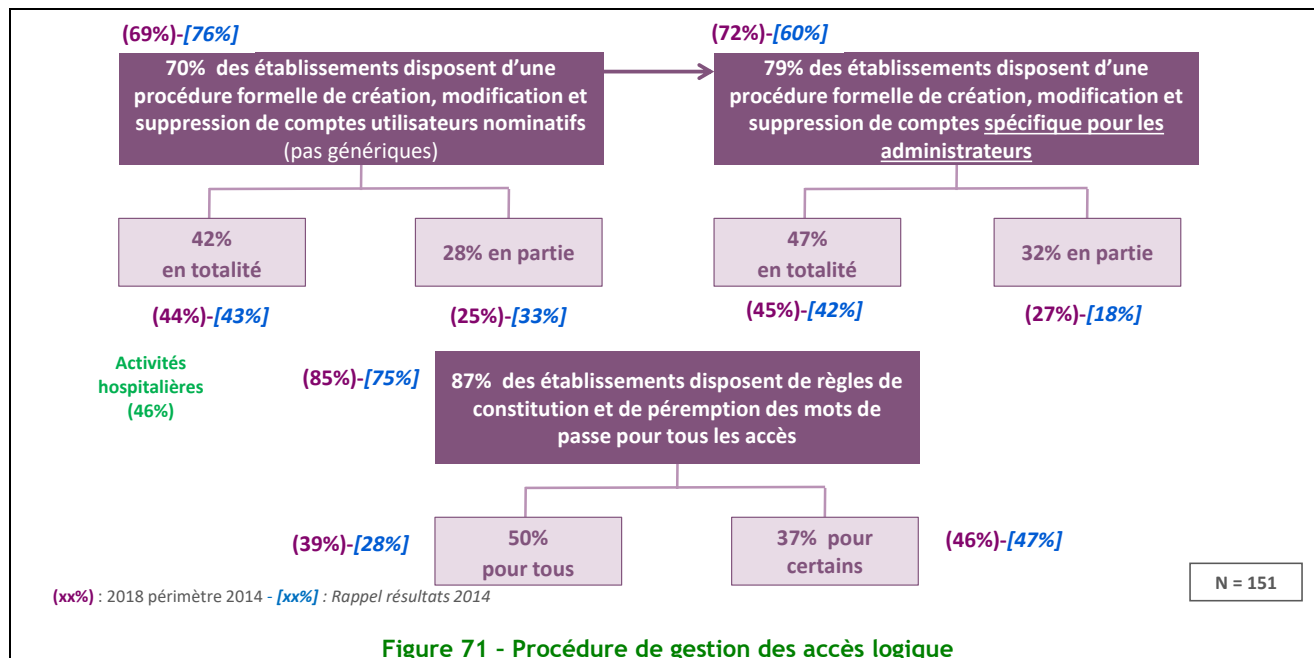 (69%)-[76%]
70% des établissements disposent d’une
procédure formelle de création, modification et
suppression de comptes utilisateurs nominatifs
(pas génériques)
(72%)-[60%]
79% des établissements disposent d’une
procédure formelle de création, modification et
suppression de comptes spécifique pour les
administrateurs
42%
en totalité
28% en partie
47%
en totalité
32% en partie
(44%)-[43%]
(25%)-[33%]
(45%)-[42%]
(27%)-[18%]
Activités
hospitalières
(46%)
(85%)-[75%]
87% des établissements disposent de règles de
constitution et de péremption des mots de
passe pour tous les accès
(39%)-[28%]
50%
pour tous
37% pour
certains
(46%)-[47%]
(xx%) : 2018 périmètre 2014 - [xx%] : Rappel résultats 2014
N = 151
Figure 71 - Procédure de gestion des accès logique